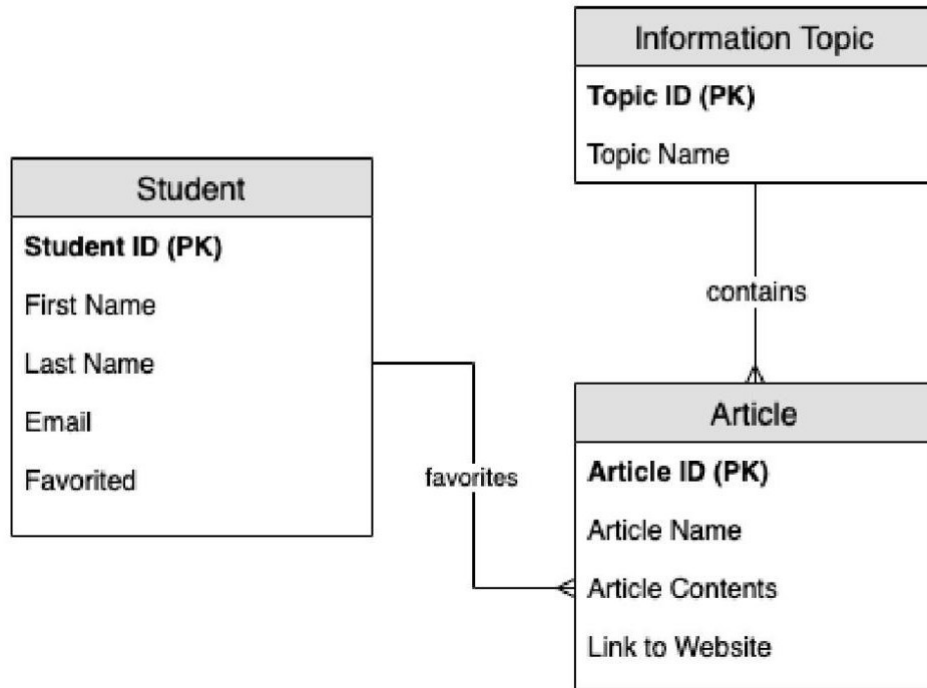 Information Topic
Topic ID (PK)
Topic Name
Student
Student ID (PK)
First Name
Last Name
Email
Favorited
contains
favorites
Article
Article ID (PK)
Article Name
Article Contents
Link to Website